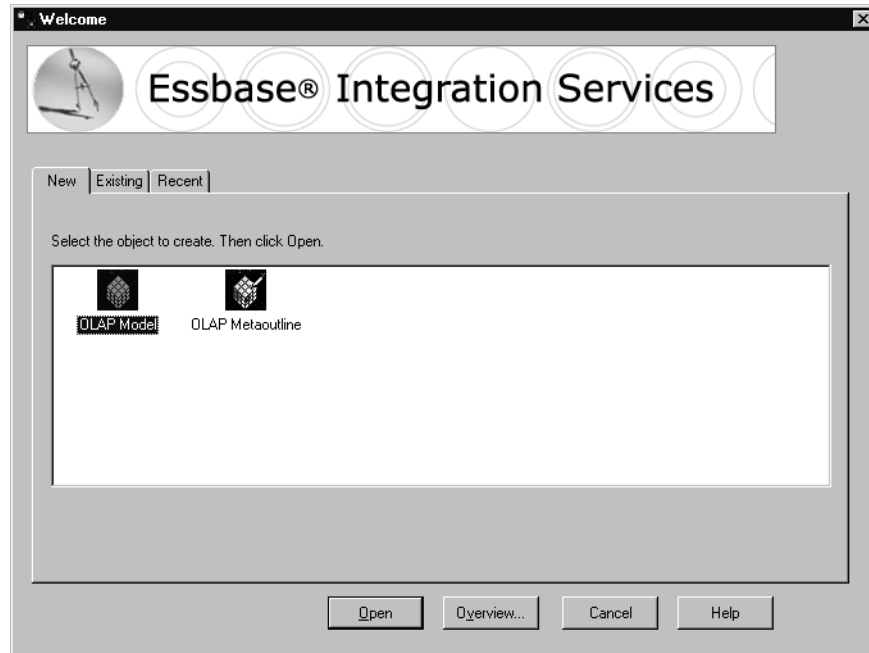 Welcome
Essbase® Integration Services
New Existing Recent
Select the object to create. Then click Open.
OLAP Model OLAP Metaoutline
Open Overview... Cancel Help